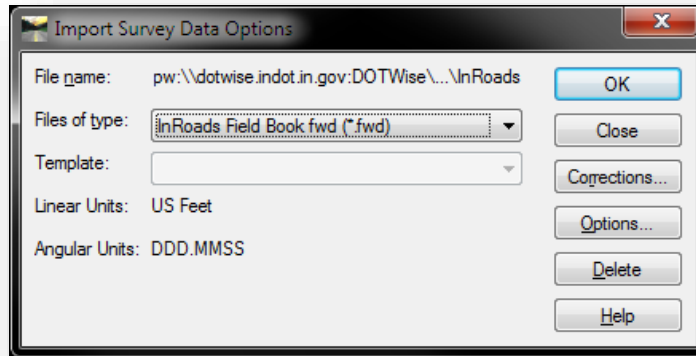 Import Survey Data Options
x
File name: pw:\\dotwise.indot.in.gov:DOTWise\...\InRoads
OK
Files of type: InRoads Field Book fwd (*.fwd)
Close
Template:
Corrections...
Linear Units: US Feet
Options...
Angular Units: DDD.MMSS
Delete
Help